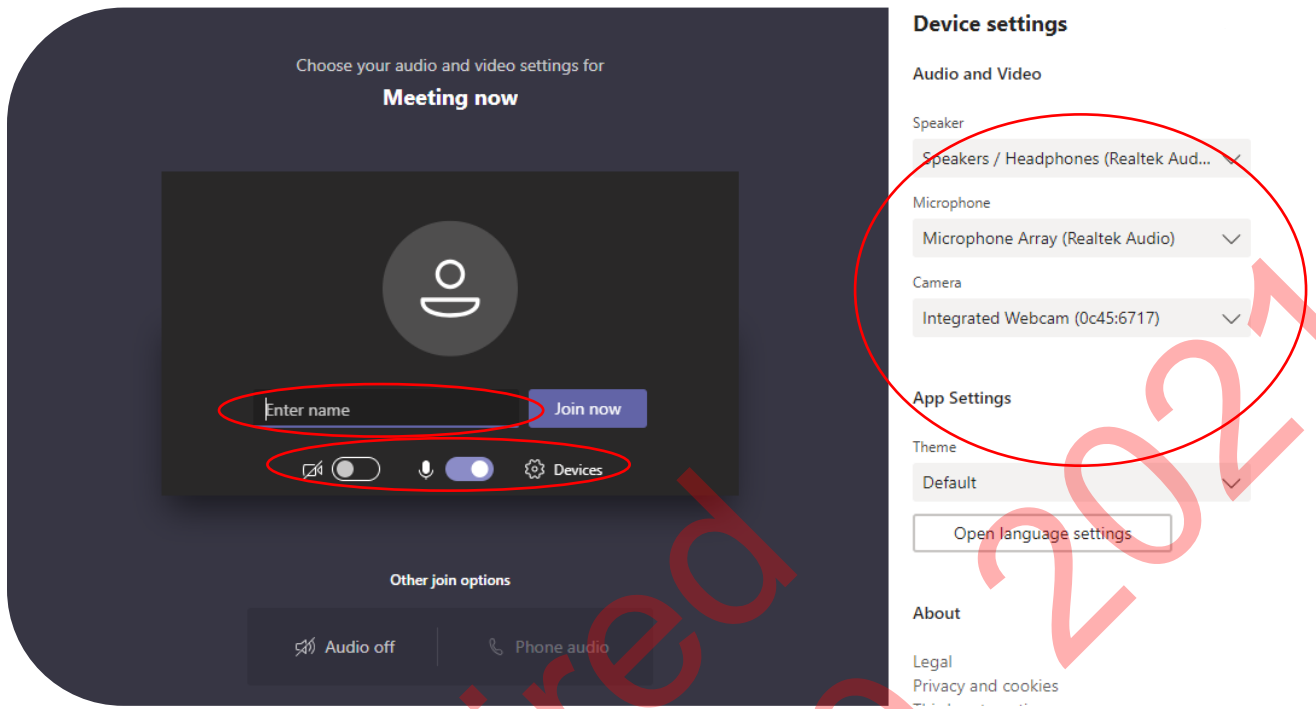 Choose your audio and video settings for
Meeting now
Enter name
Join now
Devices
Other join options
Audio off
Phone audio
Device settings
Audio and Video
Speaker
Speakers / Headphones (Realtek Aud...
Microphone
Microphone Array (Realtek Audio)
Camera
Integrated Webcam (0c45:6717)
App Settings
Theme
Default
Open language settings
About
Legal
Privacy and cookies
ired
2021